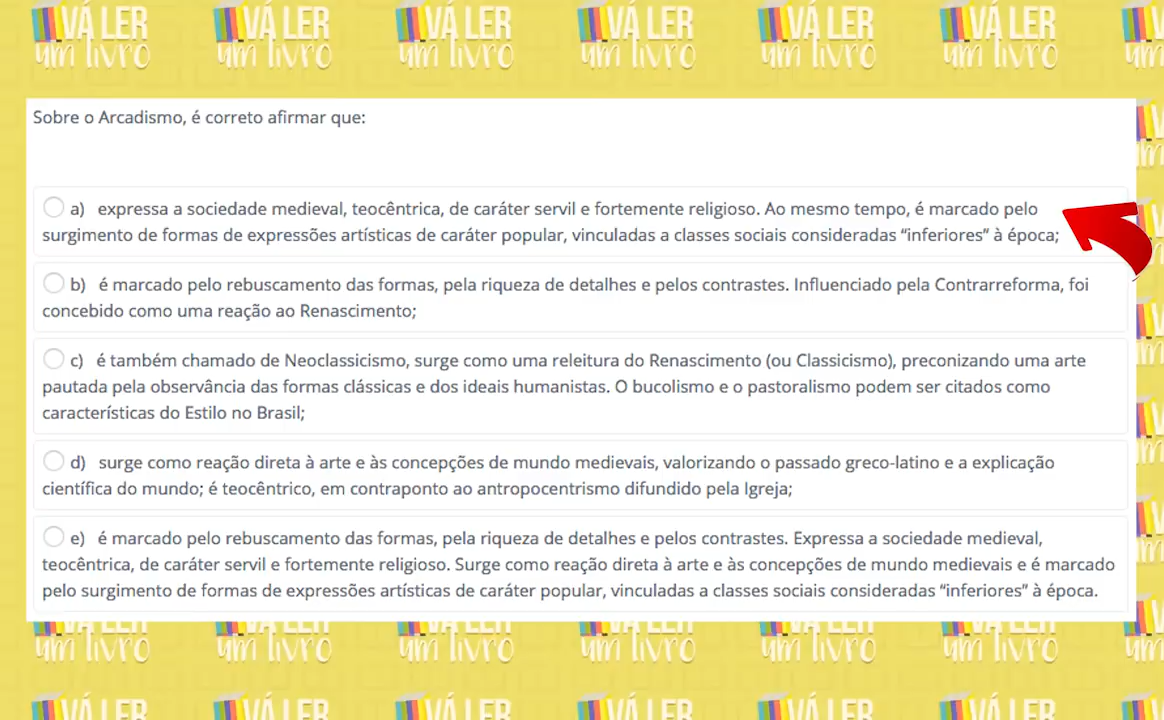 VÁ LER VÁ LER VÁ LER VÁ LER VÁ LER VÁ LER
um livro um livro um livro um livro um livro um livro
Sobre o Arcadismo, é correto afirmar que:
a) expressa a sociedade medieval, teocêntrica, de caráter servil e fortemente religioso. Ao mesmo tempo, é marcado pelo
surgimento de formas de expressões artísticas de caráter popular, vinculadas a classes sociais consideradas “inferiores” à época;
b) é marcado pelo rebuscamento das formas, pela riqueza de detalhes e pelos contrastes. Influenciado pela Contrarreforma, foi
concebido como uma reação ao Renascimento;
c) é também chamado de Neoclassicismo, surge como uma releitura do Renascimento (ou Classicismo), preconizando uma arte
pautada pela observância das formas clássicas e dos ideais humanistas. O bucolismo e o pastoralismo podem ser citados como
características do Estilo no Brasil;
d) surge como reação direta à arte e às concepções de mundo medievais, valorizando o passado greco-latino e a explicação
científica do mundo; é teocêntrico, em contraponto ao antropocentrismo difundido pela Igreja;
e) é marcado pelo rebuscamento das formas, pela riqueza de detalhes e pelos contrastes. Expressa a sociedade medieval,
teocêntrica, de caráter servil e fortemente religioso. Surge como reação direta à arte e às concepções de mundo medievais e é marcado
pelo surgimento de formas de expressões artísticas de caráter popular, vinculadas a classes sociais consideradas “inferiores” à época.
um livro um livro um livro um livro um livro um livro
VÁ LER VÁ LER VÁ LER VÁ LER VÁ LER VÁ LER